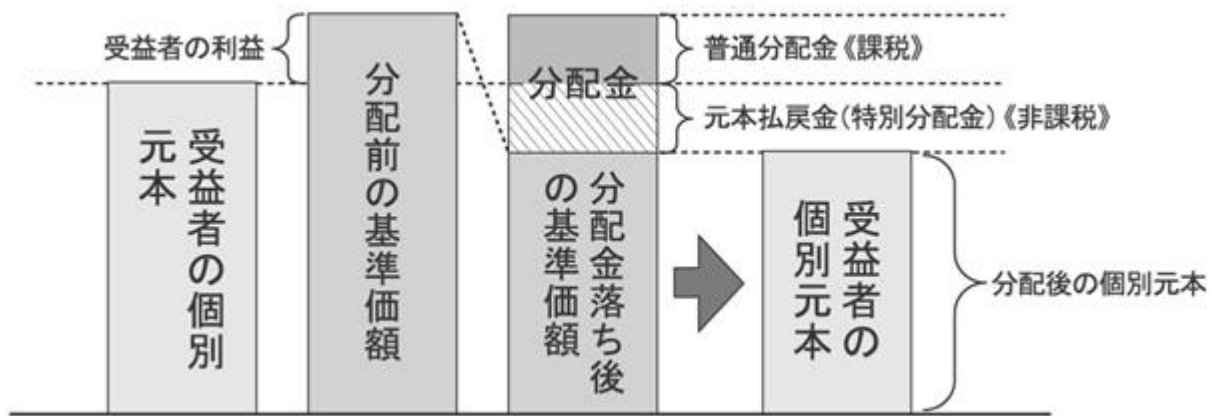 受益者の利益
受益者の個別
元本
分配前の基準価額
分配金
分配金落ち後
の基準価額
普通分配金《課税》
元本払戻金(特別分配金)《非課税》
受益者の
個別元本
分配後の個別元本